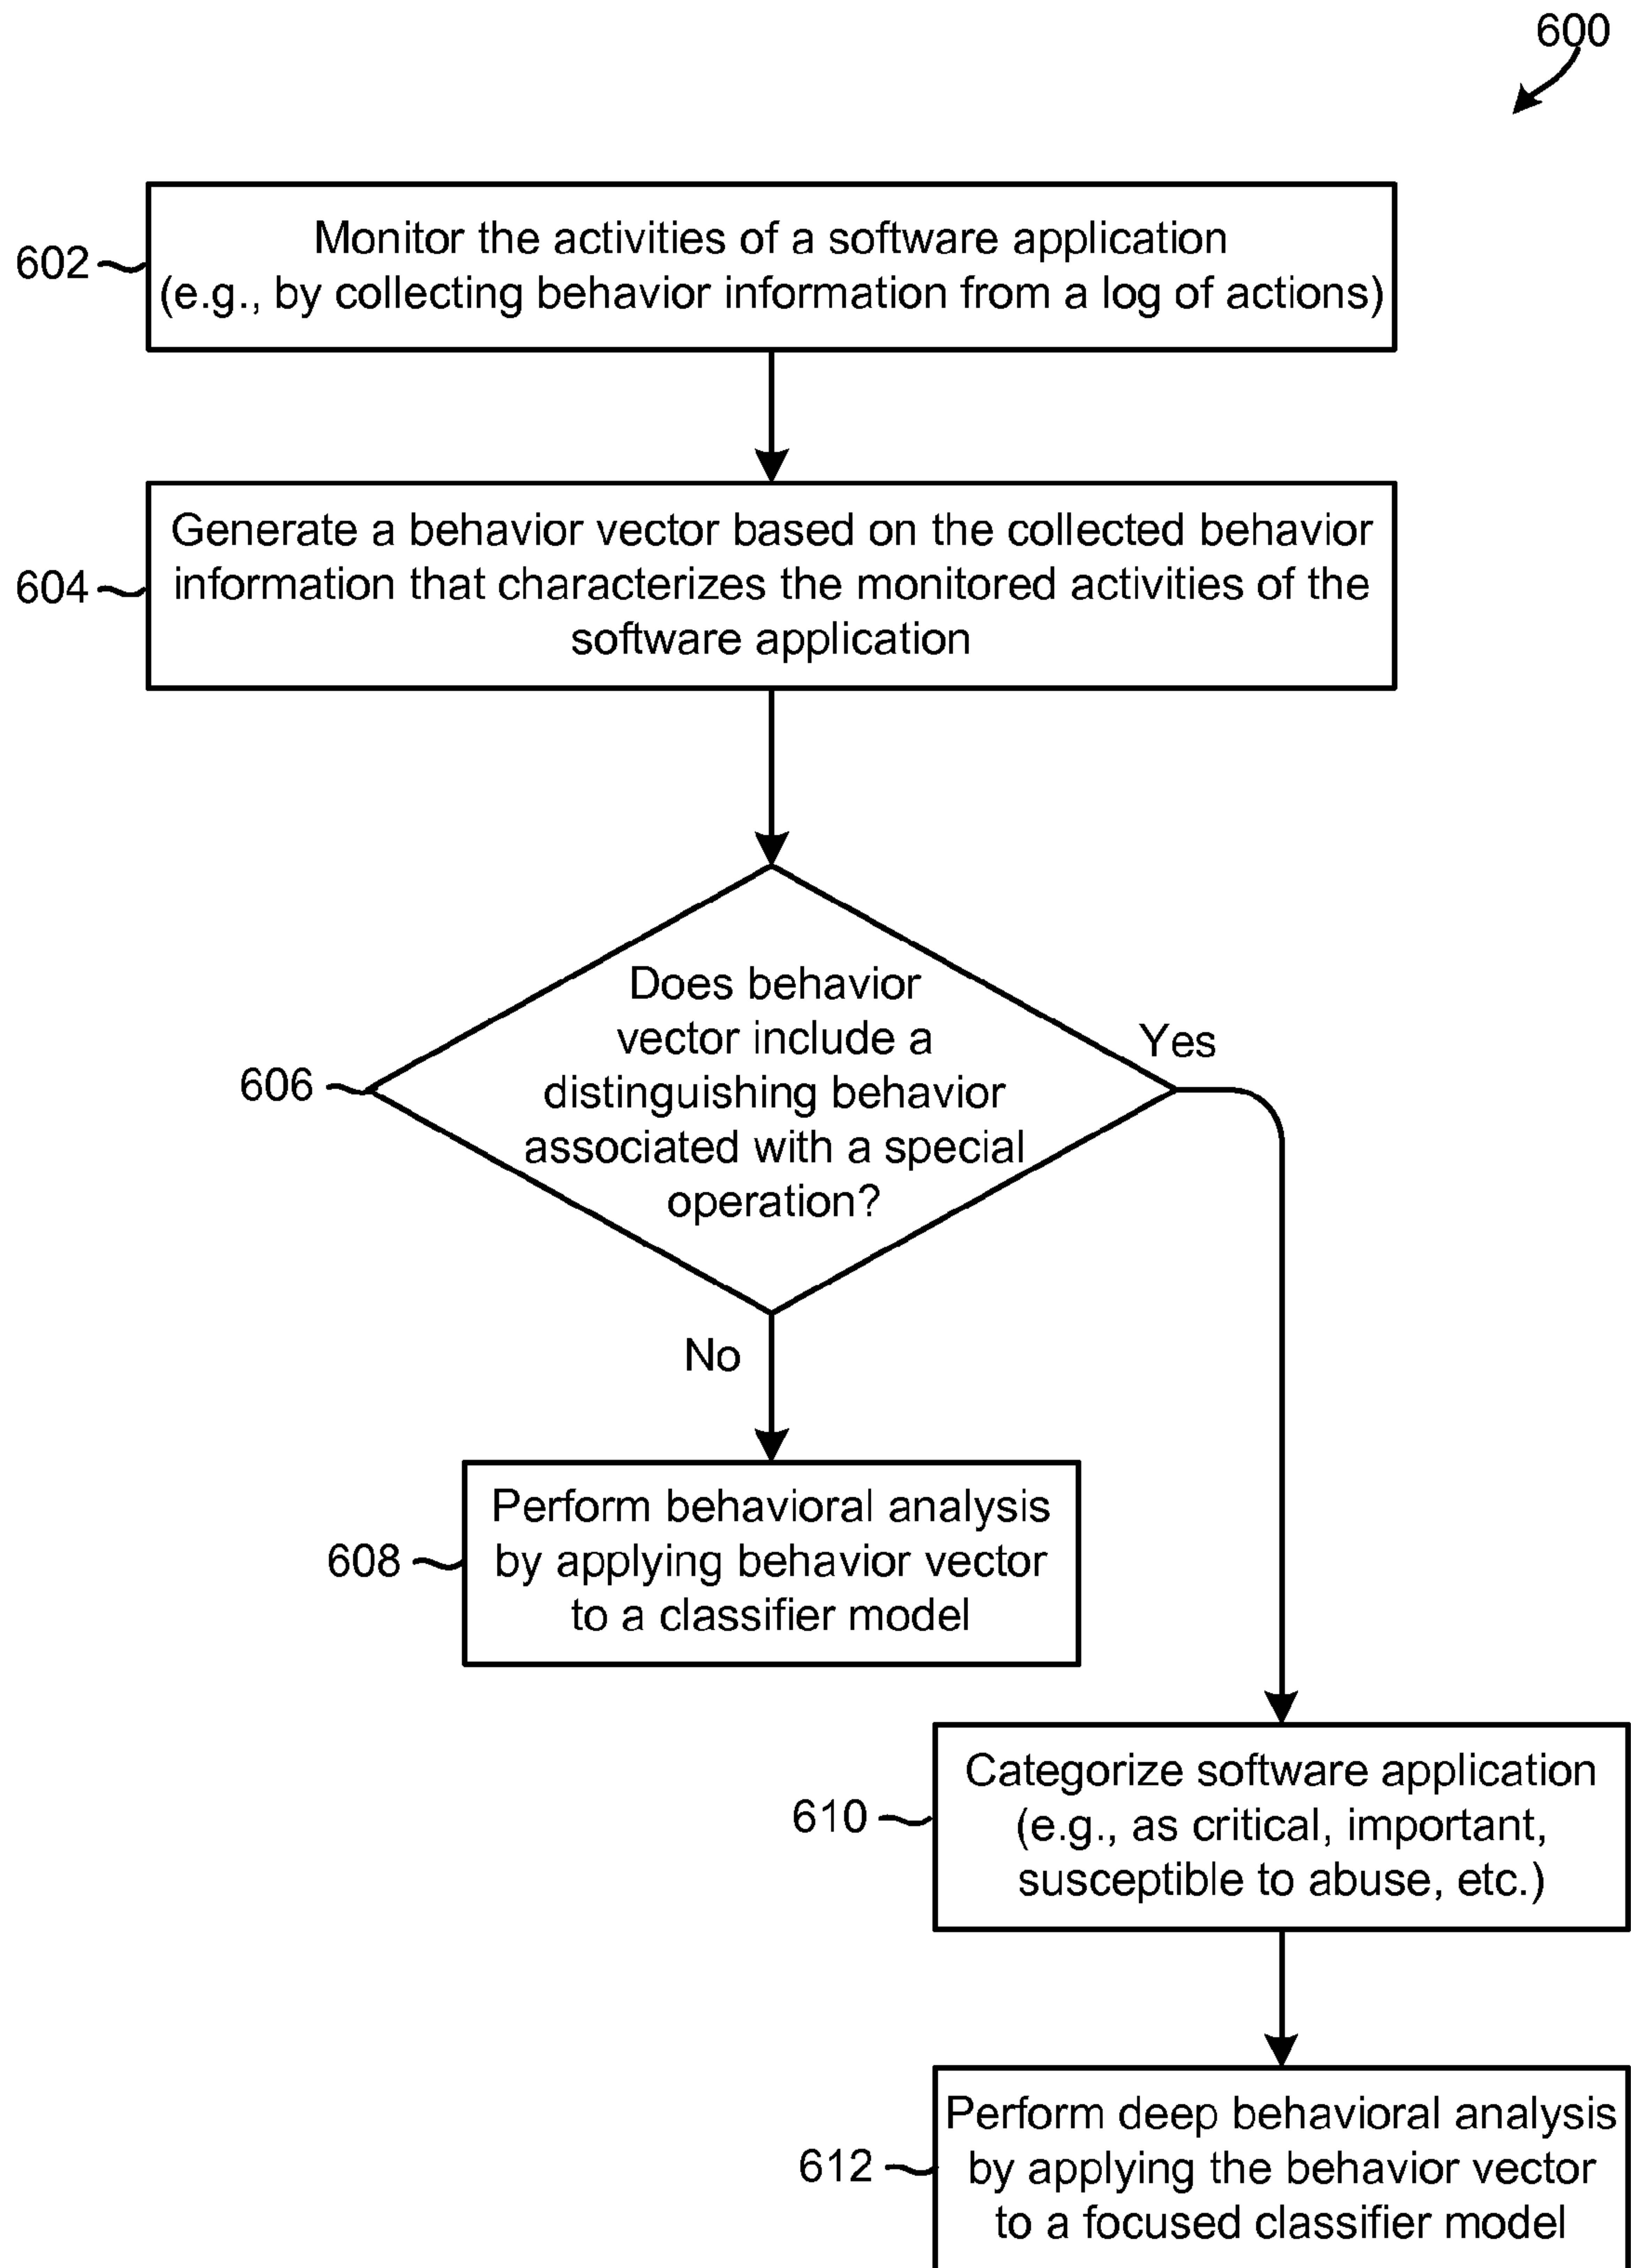 600
602
Monitor the activities of a software application
(e.g., by collecting behavior information from a log of actions)
604
Generate a behavior vector based on the collected behavior
information that characterizes the monitored activities of the
software application
606
Does behavior
vector include a
distinguishing behavior
associated with a special
operation?
Yes
No
608
Perform behavioral analysis
by applying behavior vector
to a classifier model
610
Categorize software application
(e.g., as critical, important,
susceptible to abuse, etc.)
612
Perform deep behavioral analysis
by applying the behavior vector
to a focused classifier model